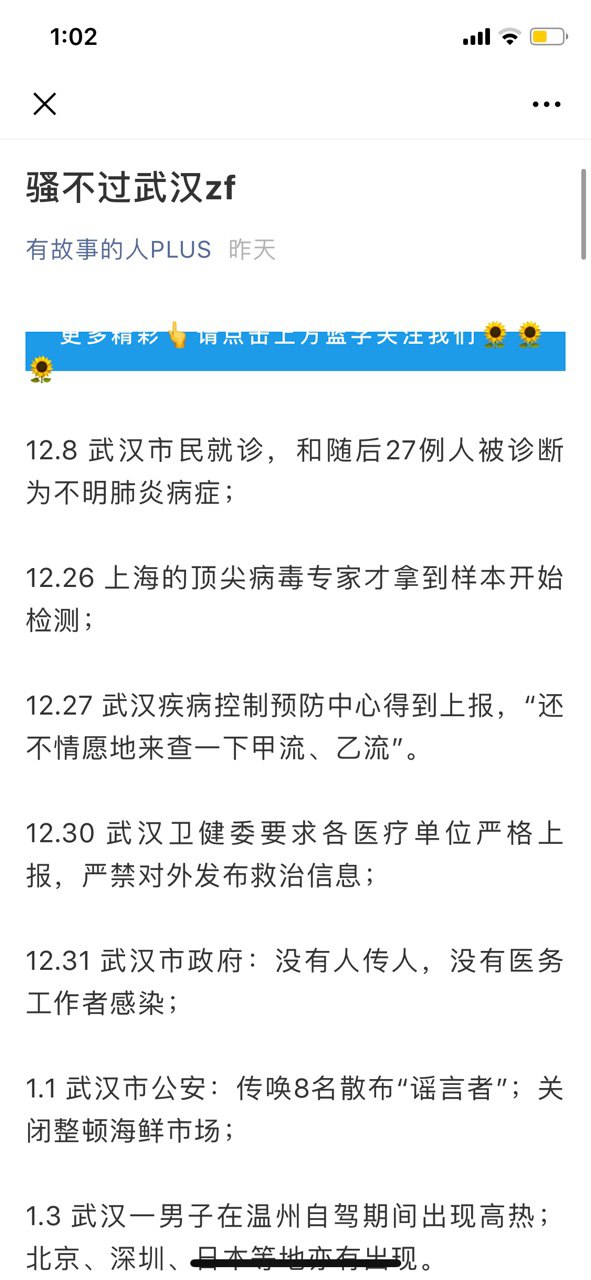 1:02
骚不过武汉zf
有故事的人PLUS 昨天
更多精彩👆请点击上方蓝字关注我们🌻🌻
🌻
12.8 武汉市民就诊，和随后27例人被诊断
为不明肺炎病症；
12.26 上海的顶尖病毒专家才拿到样本开始
检测；
12.27 武汉疾病控制预防中心得到上报，“还
不情愿地来查一下甲流、乙流”。
12.30 武汉卫健委要求各医疗单位严格上
报，严禁对外发布救治信息；
12.31 武汉市政府：没有人传人，没有医务
工作者感染；
1.1 武汉市公安：传唤8名散布“谣言者”；关
闭整顿海鲜市场；
1.3 武汉一男子在温州自驾期间出现高热；
北京、深圳、日本等地亦有出现。